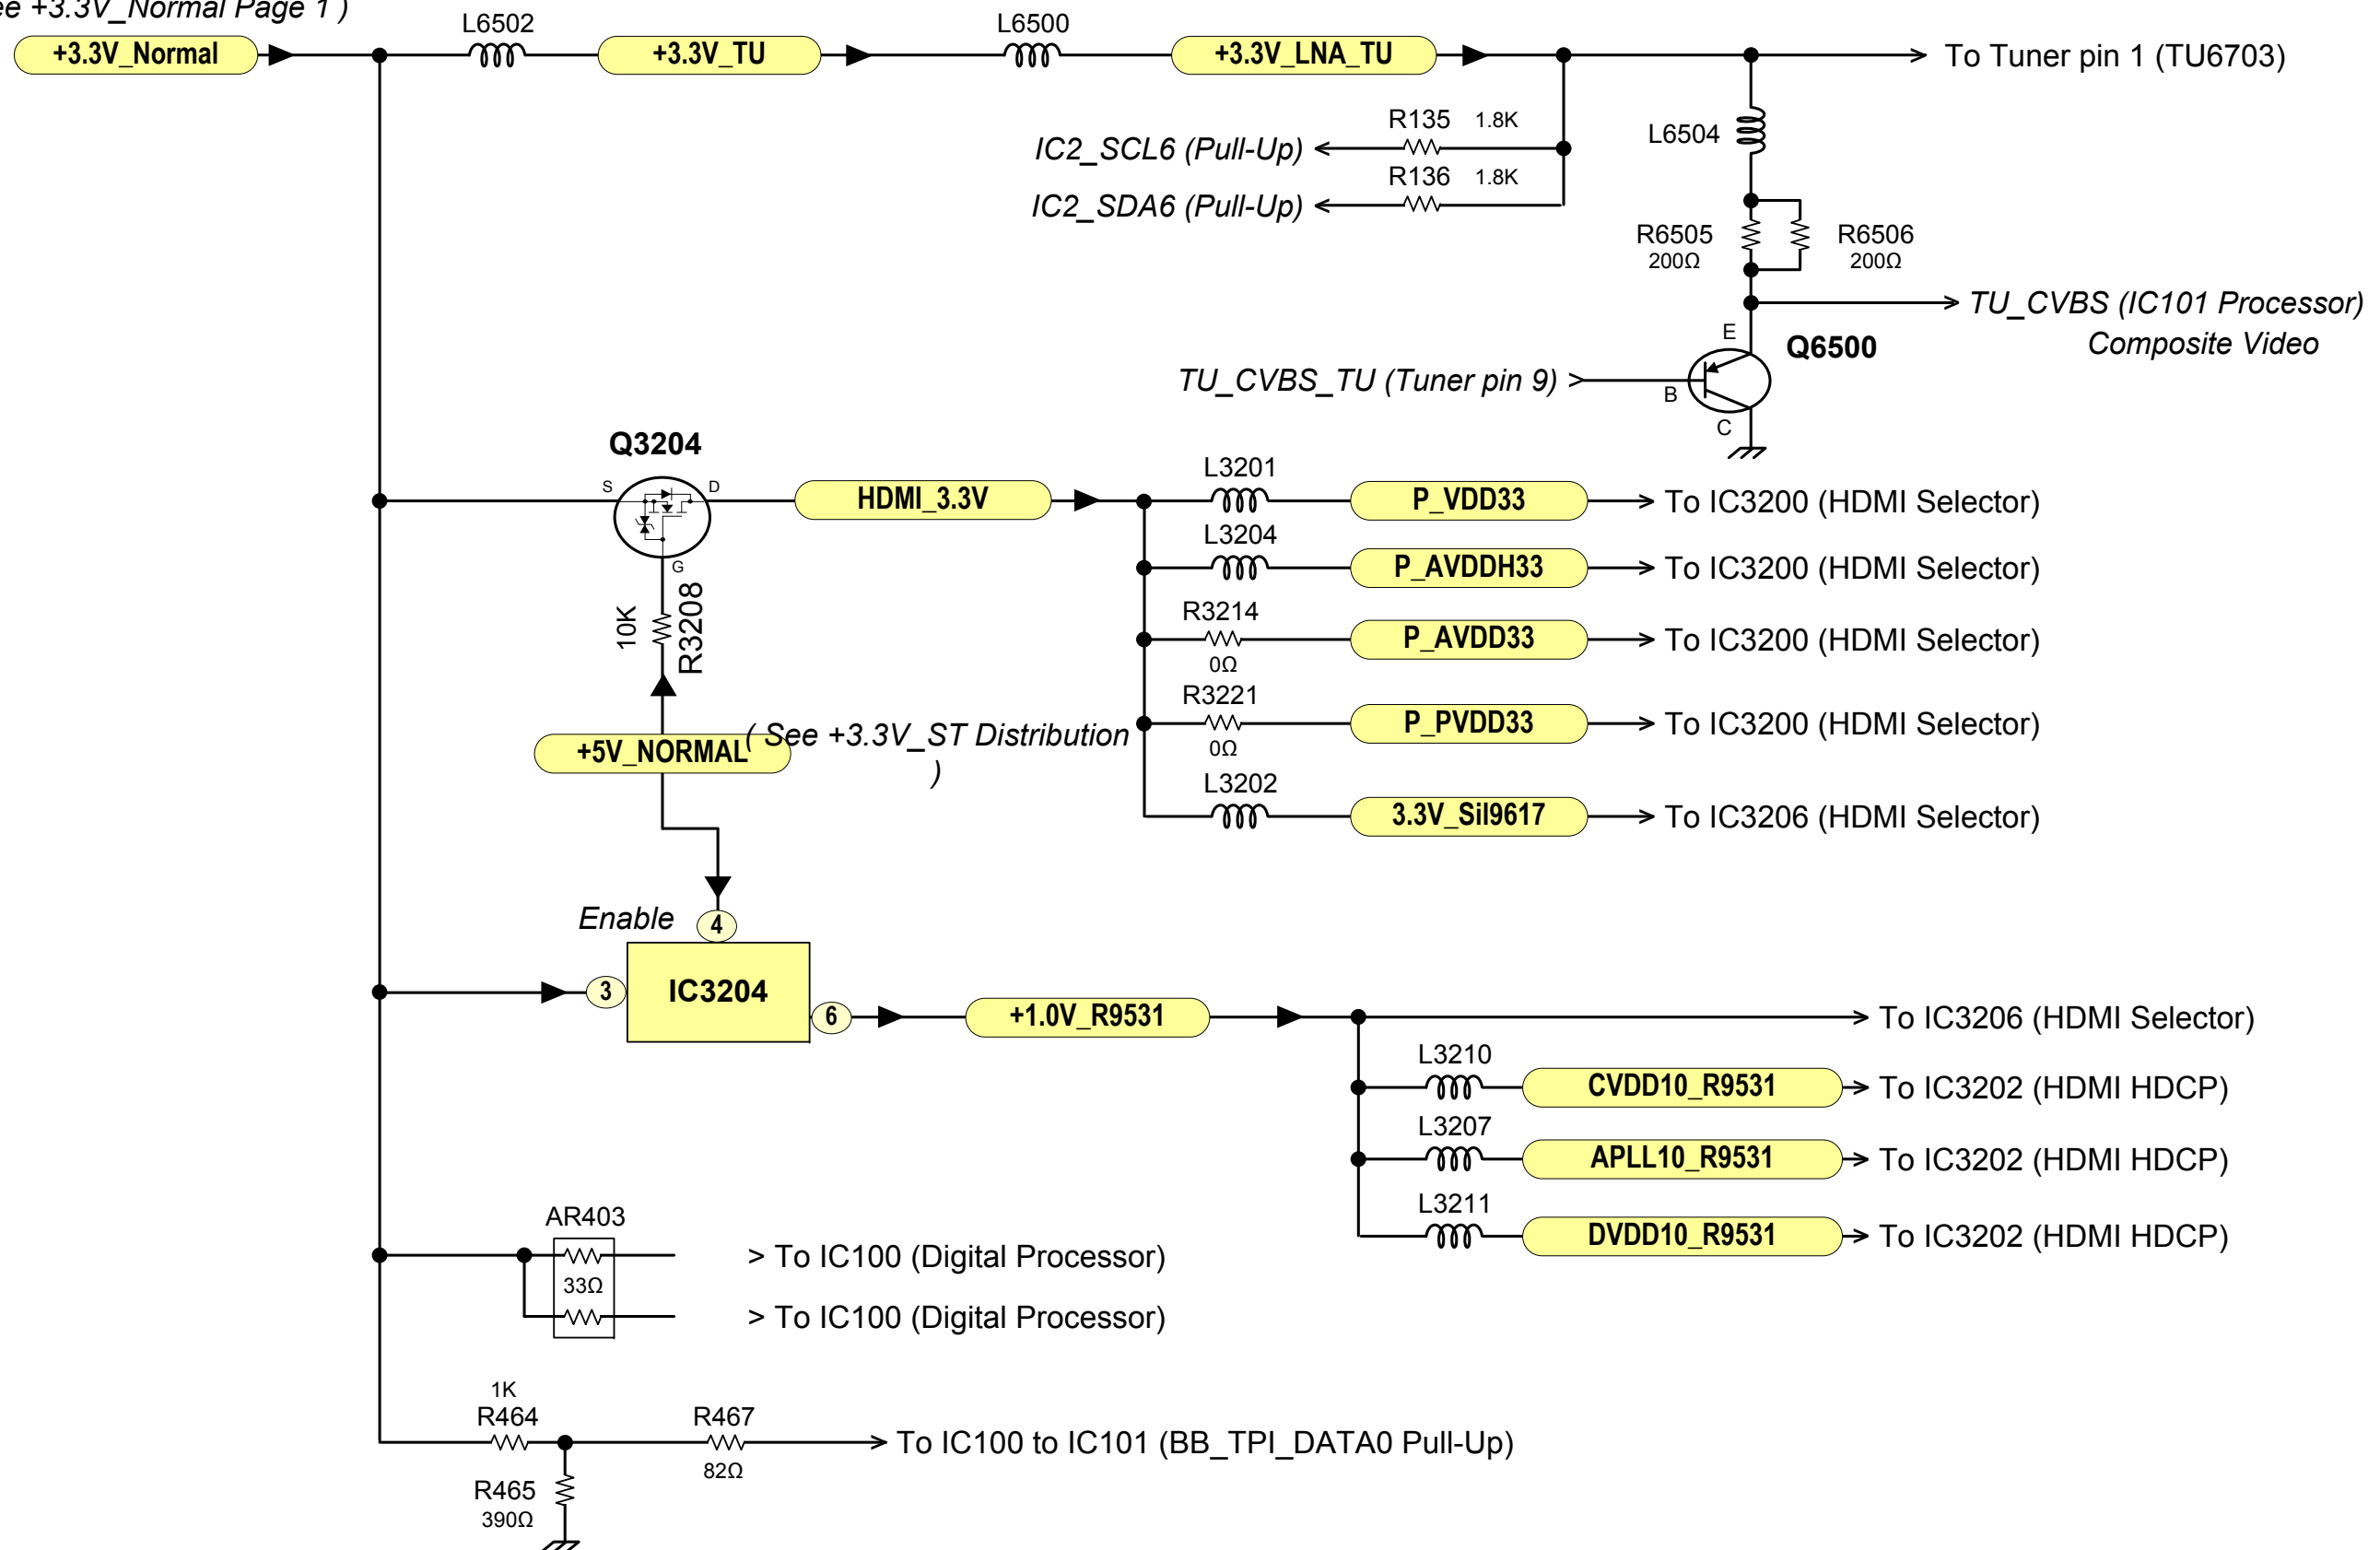 ee +3.3V_Normal Page 1 )
L6502
L6500
+3.3V_Normal
+3.3V_TU
+3.3V_LNA_TU
To Tuner pin 1 (TU6703)
R135 1.8K
IC2_SCL6 (Pull-Up)
L6504
R136 1.8K
IC2_SDA6 (Pull-Up)
R6505
200Ω
R6506
200Ω
TU_CVBS (IC101 Processor)
Composite Video
E
Q6500
TU_CVBS_TU (Tuner pin 9)
B
C
Q3204
S
D
G
HDMI_3.3V
L3201
P_VDD33
To IC3200 (HDMI Selector)
L3204
P_AVDDH33
To IC3200 (HDMI Selector)
10K
R3208
R3214
0Ω
P_AVDD33
To IC3200 (HDMI Selector)
R3221
0Ω
P_PVDD33
To IC3200 (HDMI Selector)
+5V_NORMAL
( See +3.3V_ST Distribution
)
L3202
3.3V_SiI9617
To IC3206 (HDMI Selector)
Enable
4
3
IC3204
6
+1.0V_R9531
To IC3206 (HDMI Selector)
L3210
CVDD10_R9531
To IC3202 (HDMI HDCP)
L3207
APLL10_R9531
To IC3202 (HDMI HDCP)
L3211
DVDD10_R9531
To IC3202 (HDMI HDCP)
AR403
33Ω
> To IC100 (Digital Processor)
> To IC100 (Digital Processor)
1K
R464
R467
82Ω
To IC100 to IC101 (BB_TPI_DATA0 Pull-Up)
R465
390Ω